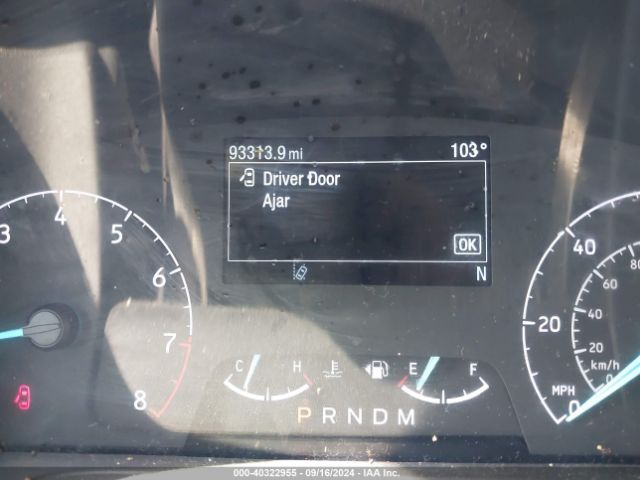 93313.9 mi 103°
Driver Door
Ajar
OK
N
3 4 5 6 7 8
C H
E F
P R N D M
40 20 0 MPH
80 60 40 20 0 km/h
000-40322955 - 09/16/2024 - IAA Inc.